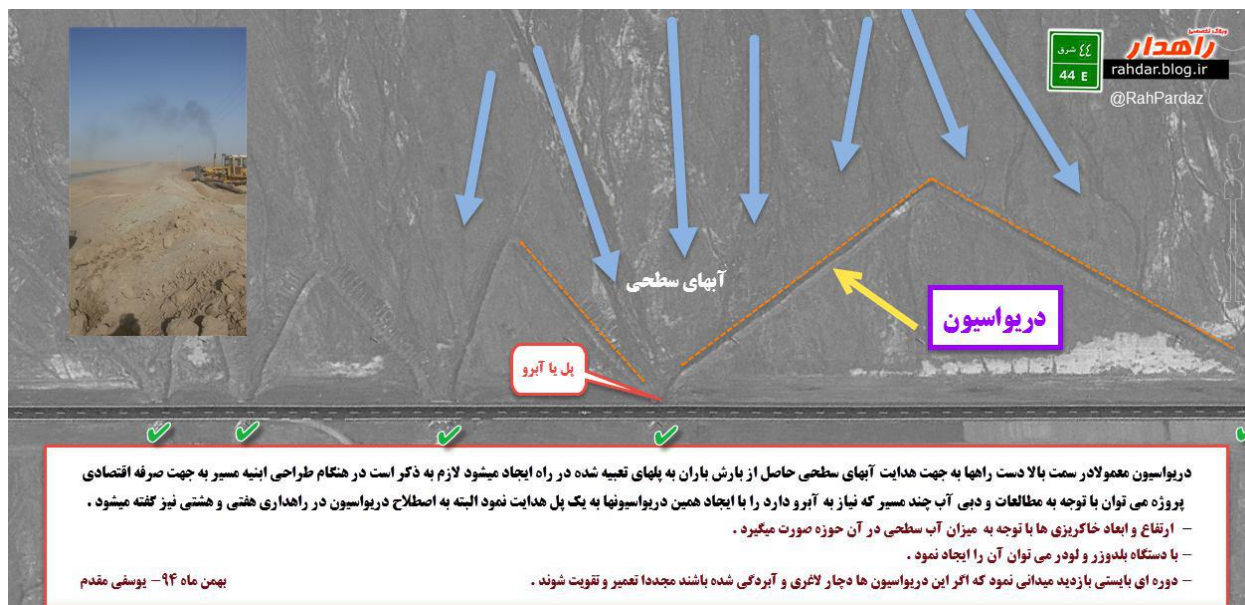 وبلاگ تخصصی
راهدار
rahdar.blog.ir
@RahPardaz
٤٤ شرق
44 E
آبهای سطحی
دریواسیون
پل یا آبرو
دریواسیون معمولادر سمت بالا دست راهها به جهت هدایت آبهای سطحی حاصل از بارش باران به پلهای تعبیه شده در راه ایجاد میشود لازم به ذکر است در هنگام طراحی ابنیه مسیر به جهت صرفه اقتصادی
پروژه می توان با توجه به مطالعات و دبی آب چند مسیر که نیاز به آبرو دارد را با ایجاد همین دریواسیونها به یک پل هدایت نمود البته به اصطلاح دریواسیون در راهداری هفتی و هشتی نیز گفته میشود .
– ارتفاع و ابعاد خاکریزی ها با توجه به میزان آب سطحی در آن حوزه صورت میگیرد .
– با دستگاه بلدوزر و لودر می توان آن را ایجاد نمود .
– دوره ای بایستی بازدید میدانی نمود که اگر این دریواسیون ها دچار لاغری و آبردگی شده باشند مجددا تعمیر و تقویت شوند .
بهمن ماه ۹۴– یوسفی مقدم